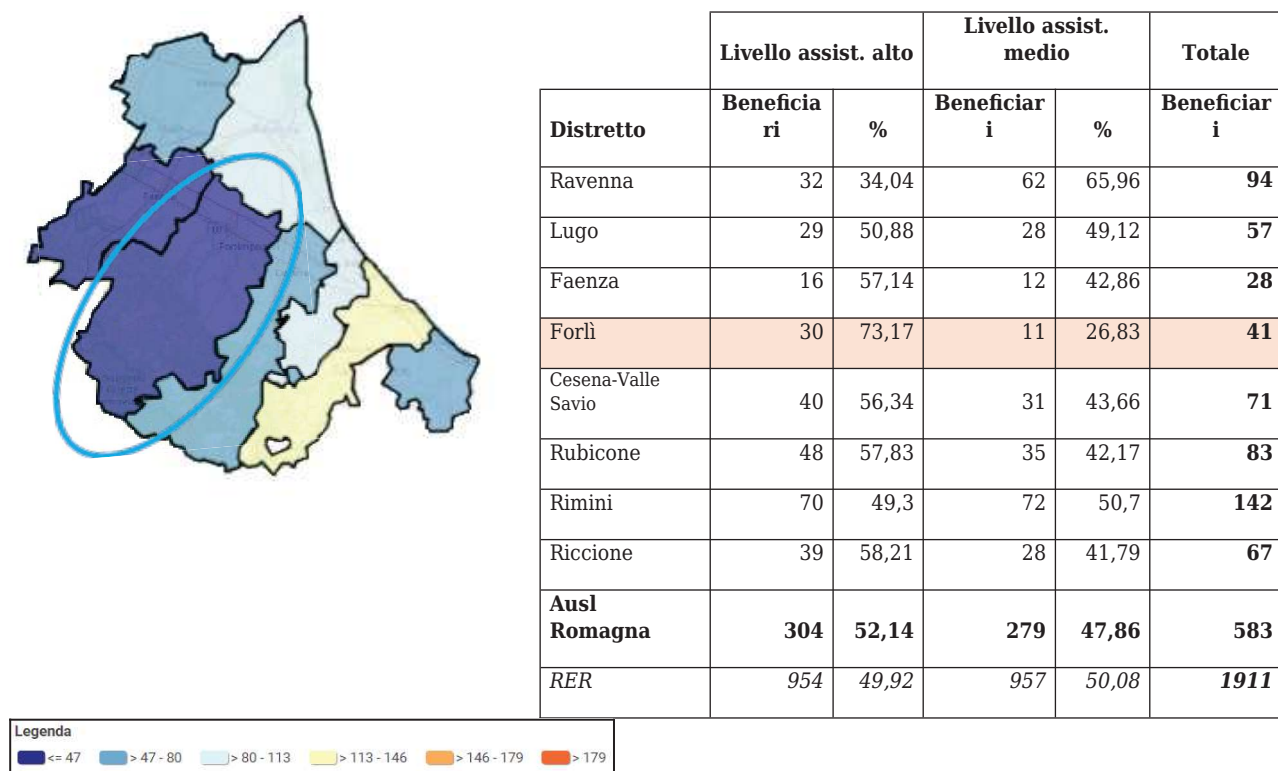 Livello assist. alto
Livello assist.
medio
Totale
Distretto
Beneficia
ri
%
Beneficiar
i
%
Beneficiar
i
Ravenna 32 34,04 62 65,96 94
Lugo 29 50,88 28 49,12 57
Faenza 16 57,14 12 42,86 28
Forlì 30 73,17 11 26,83 41
Cesena-Valle
Savio 40 56,34 31 43,66 71
Rubicone 48 57,83 35 42,17 83
Rimini 70 49,3 72 50,7 142
Riccione 39 58,21 28 41,79 67
Ausl
Romagna 304 52,14 279 47,86 583
RER 954 49,92 957 50,08 1911
Legenda
<= 47 > 47 - 80 > 80 - 113 > 113 - 146 > 146 - 179 > 179